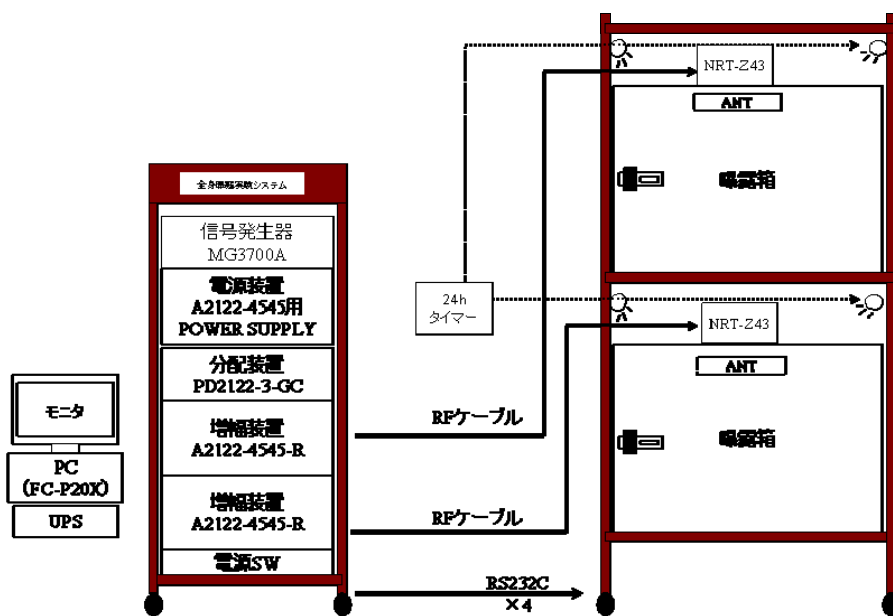 NRT-Z43
ANT
曝露箱
全身曝露実験システム
信号発生器
MG3700A
電源装置
A2122-4545用
POWER SUPPLY
24h
タイマー
NRT-Z43
ANT
分配装置
PD2122-3-GC
モニタ
RFケーブル
増幅装置
A2122-4545-R
曝露箱
PC
(FC-P20X)
UPS
増幅装置
A2122-4545-R
RFケーブル
電源SW
RS232C
×4